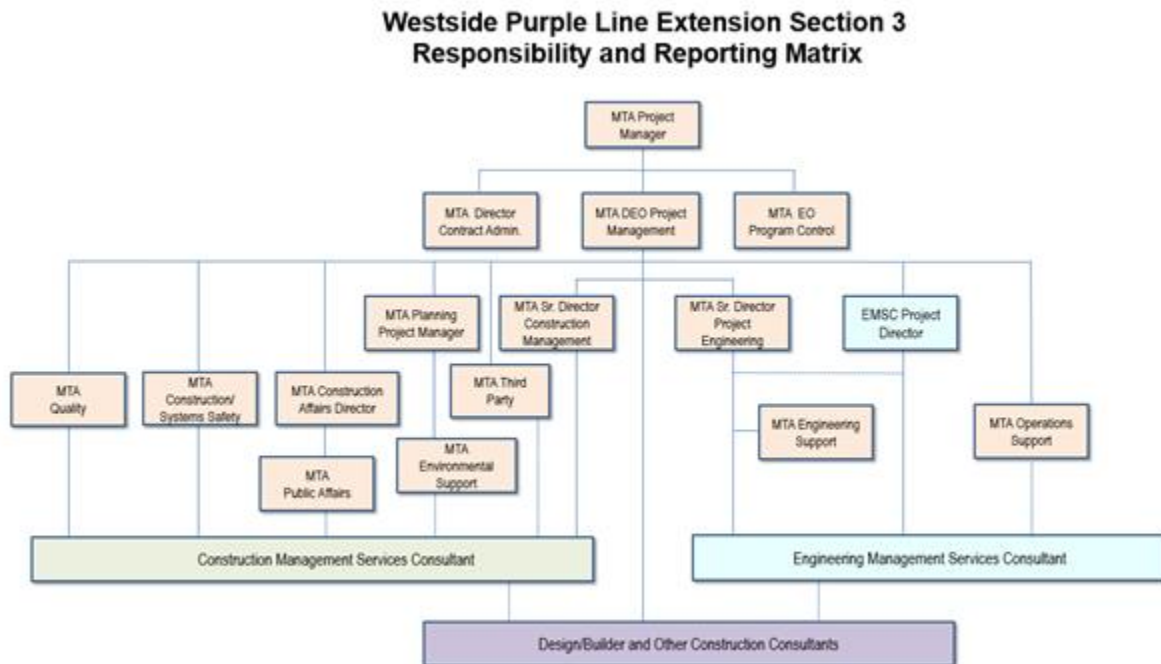 Westside Purple Line Extension Section 3
Responsibility and Reporting Matrix
MTA Project
Manager
MTA Director
Contract Admin.
MTA DEO Project
Management
MTA EO
Program Control
MTA Planning
Project Manager
MTA Sr. Director
Construction
Management
MTA Sr. Director
Project
Engineering
EMSC Project
Director
MTA
Quality
MTA
Construction/
Systems Safety
MTA Construction
Affairs Director
MTA Third
Party
MTA Engineering
Support
MTA Operations
Support
MTA
Public Affairs
MTA
Environmental
Support
Construction Management Services Consultant
Engineering Management Services Consultant
Design/Builder and Other Construction Consultants